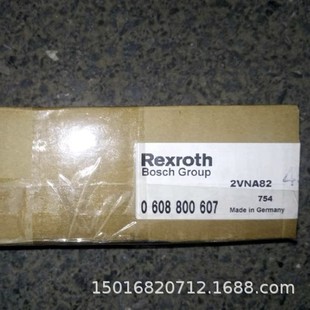 Rexroth
Bosch Group
2VNA82
0 608 800 607
754
Made in Germany
15016820712.1688.com